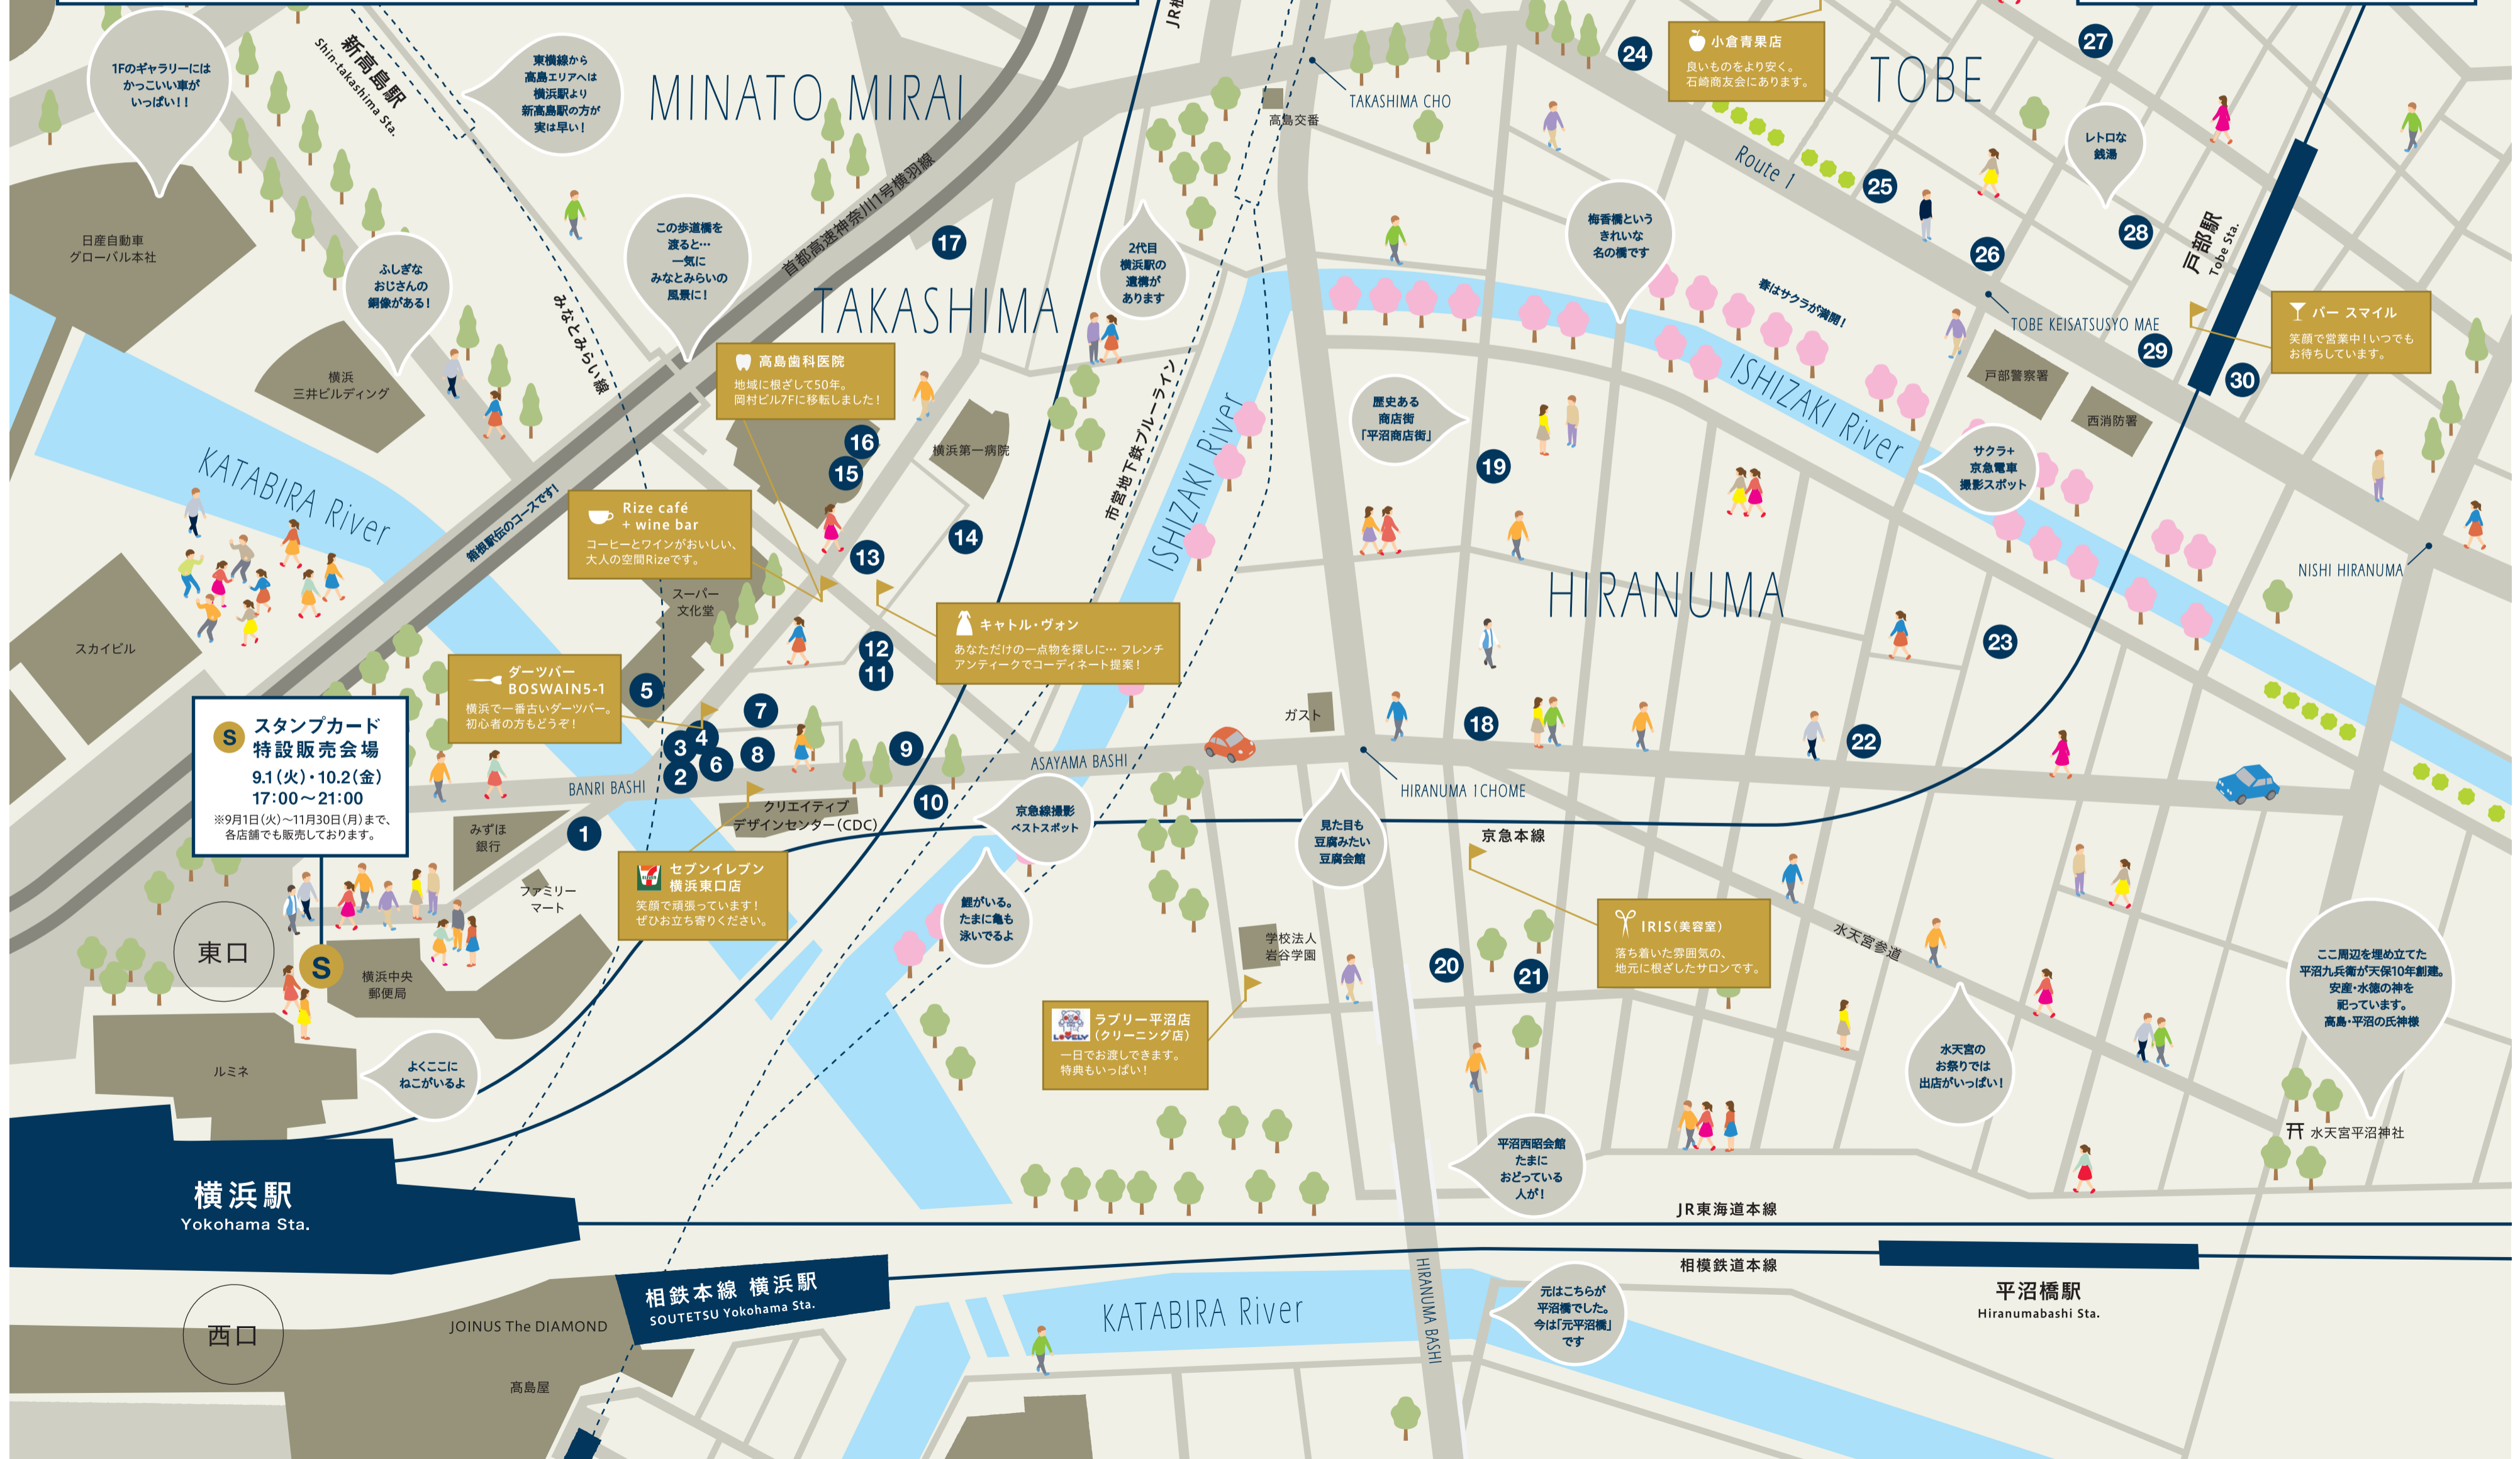 1Fのギャラリーには
かっこいい車が
いっぱい!!
新高島駅
Shin-takashima Sta.
東横線から
高島エリアへは
横浜駅より
新高島駅の方が
実は早い!
MINATO MIRAI
高島交番
TAKASHIMA CHO
24
小倉青果店
良いものをより安く。
石崎商友会にあります。
TOBE
27
レトロな
銭湯
Route 1
25
28
戸部駅
Tobe Sta.
26
TOBE KEISATSUSYO MAE
29
30
バー スマイル
笑顔で営業中!いつでも
お待ちしています。
戸部警察署
西消防署
日産自動車
グローバル本社
ふしぎな
おじさんの
銅像がある!
横浜
三井ビルディング
みなとみらい線
この歩道橋を
渡ると…
一気に
みなとみらいの
風景に!
首都高速神奈川1号横羽線
17
TAKASHIMA
2代目
横浜駅の
遺構が
あります
梅香橋という
きれいな
名の橋です
春はサクラが満開!
ISHIZAKI River
サクラ+
京急電車
撮影スポット
NISHI HIRANUMA
高島歯科医院
地域に根ざして50年。
岡村ビル7Fに移転しました!
16
15
横浜第一病院
市営地下鉄ブルーライン
ISHIZAKI River
歴史ある
商店街
「平沼商店街」
19
HIRANUMA
23
KATABIRA River
箱根駅伝のコースです!
Rize café
+ wine bar
コーヒーとワインがおいしい、
大人の空間Rizeです。
13
14
スーパー
文化堂
キャトル・ヴォン
あなただけの一点物を探しに… フレンチ
アンティークでコーディネート提案!
12
11
スカイビル
ダーツバー
BOSWAIN5-1
横浜で一番古いダーツバー。
初心者の方もどうぞ!
5
7
4
3
6
8
2
9
10
1
S
スタンプカード
特設販売会場
9.1(火)・10.2(金)
17:00〜21:00
※9月1日(火)〜11月30日(月)まで、
各店舗でも販売しております。
BANRI BASHI
ASAYAMA BASHI
ガスト
18
22
HIRANUMA 1CHOME
クリエイティブ
デザインセンター(CDC)
京急線撮影
ベストスポット
見た目も
豆腐みたい
豆腐会館
京急本線
みずほ
銀行
ファミリー
マート
セブンイレブン
横浜東口店
笑顔で頑張っています!
ぜひお立ち寄りください。
鯉がいる。
たまに亀も
泳いでるよ
学校法人
岩谷学園
20
21
IRIS(美容室)
落ち着いた雰囲気の、
地元に根ざしたサロンです。
水天宮参道
ここ周辺を埋め立てた
平沼九兵衛が天保10年創建。
安産・水徳の神を
祀っています。
高島・平沼の氏神様
東口
S
横浜中央
郵便局
ルミネ
よくここに
ねこがいるよ
ラブリー平沼店
(クリーニング店)
LOVELY
一日でお渡しできます。
特典もいっぱい!
水天宮の
お祭りでは
出店がいっぱい!
水天宮平沼神社
平沼西昭会館
たまに
おどっている
人が!
横浜駅
Yokohama Sta.
JR東海道本線
相模鉄道本線
平沼橋駅
Hiranumabashi Sta.
相鉄本線 横浜駅
SOUTETSU Yokohama Sta.
KATABIRA River
HIRANUMA BASHI
元はこちらが
平沼橋でした。
今は「元平沼橋」
です
西口
JOINUS The DIAMOND
髙島屋